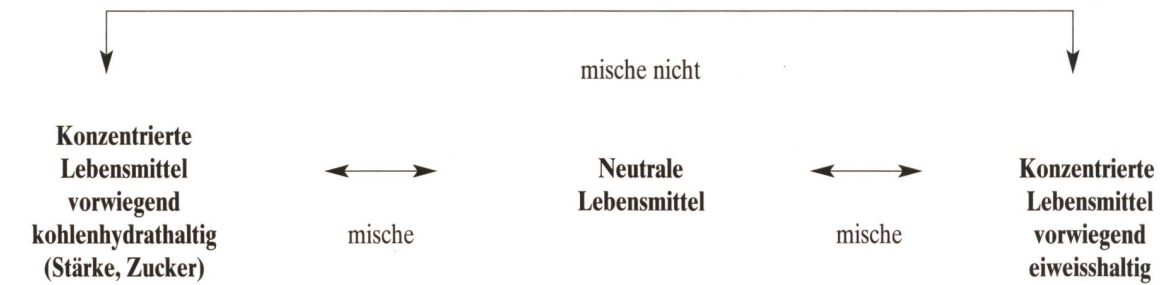 mische nicht
Konzentrierte
Lebensmittel
vorwiegend
kohlenhydrathaltig
(Stärke, Zucker)
mische
Neutrale
Lebensmittel
mische
Konzentrierte
Lebensmittel
vorwiegend
eiweisshaltig